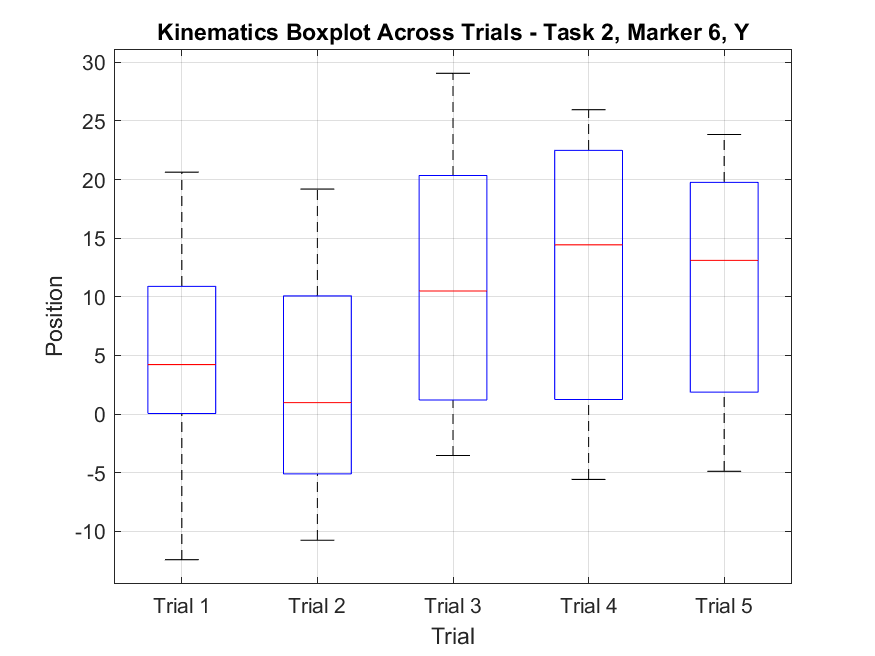 Kinematics Boxplot Across Trials - Task 2, Marker 6, Y
30
25
20
15
10
5
0
-5
-10
Position
Trial 1 Trial 2 Trial 3 Trial 4 Trial 5
Trial